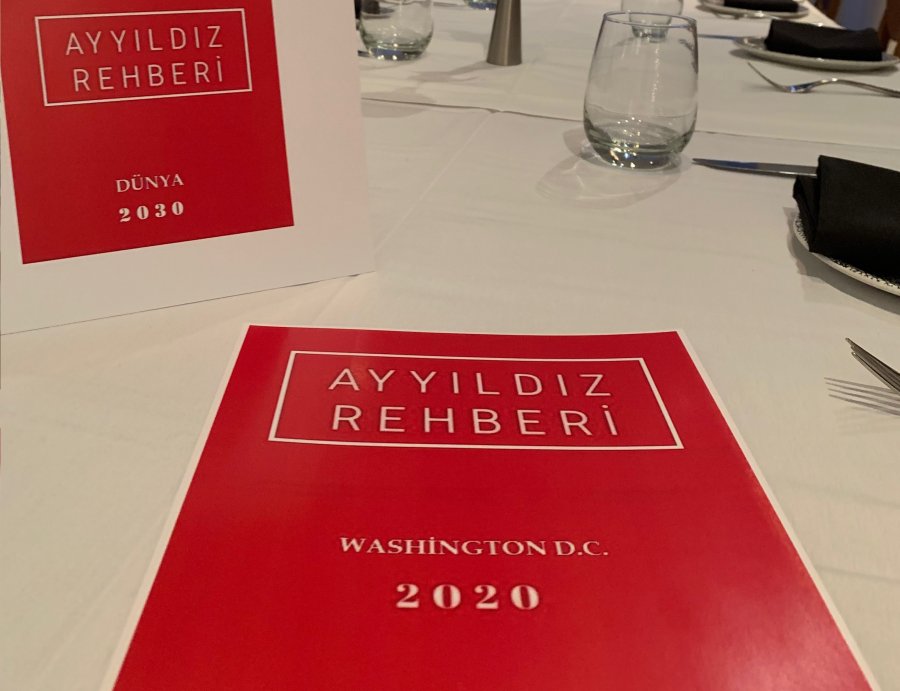 AYYILDIZ
REHBERİ
DÜNYA
2030
AYYILDIZ
REHBERİ
WASHİNGTON D.C.
2020